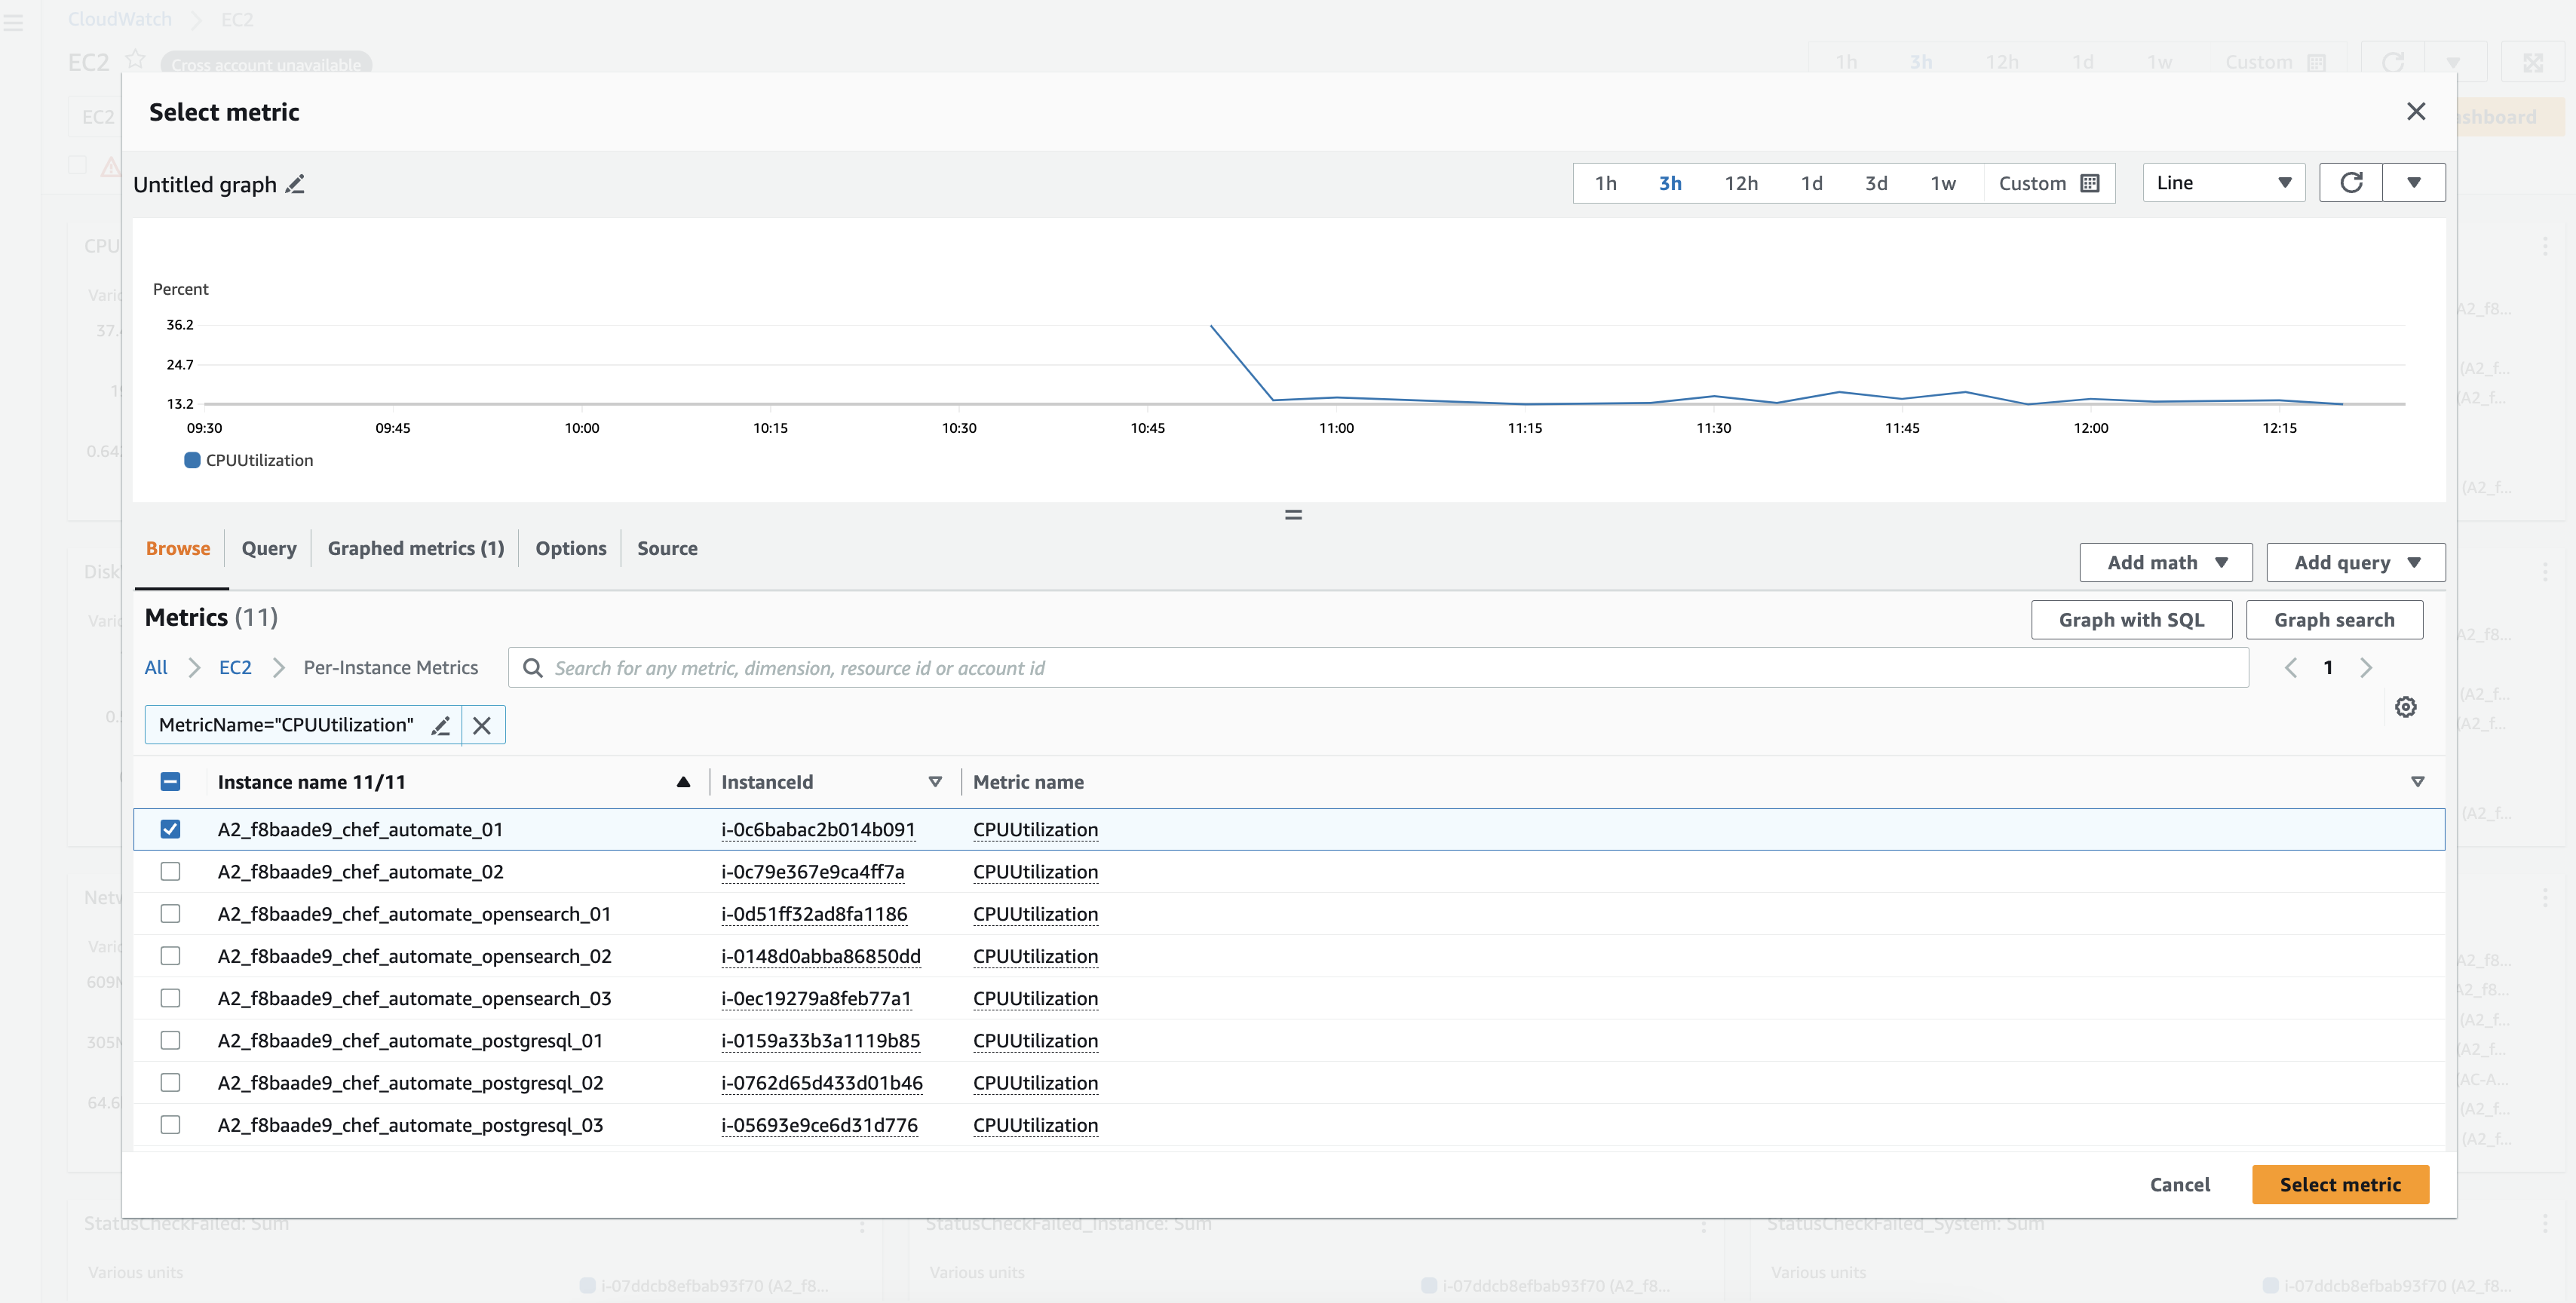 CloudWatch > EC2
EC2 Cross account unavailable 1h 3h 12h 1d 1w Custom
EC2
Select metric
Untitled graph 1h 3h 12h 1d 3d 1w Custom Line
Percent
36.2
24.7
13.2
09:30 09:45 10:00 10:15 10:30 10:45 11:00 11:15 11:30 11:45 12:00 12:15
CPUUtilization
Browse Query Graphed metrics (1) Options Source Add math Add query
Metrics (11) Graph with SQL Graph search
All > EC2 > Per-Instance Metrics Search for any metric, dimension, resource id or account id 1
MetricName="CPUUtilization"
Instance name 11/11 InstanceId Metric name
A2_f8baade9_chef_automate_01 i-0c6babac2b014b091 CPUUtilization
A2_f8baade9_chef_automate_02 i-0c79e367e9ca4ff7a CPUUtilization
A2_f8baade9_chef_automate_opensearch_01 i-0d51ff32ad8fa1186 CPUUtilization
A2_f8baade9_chef_automate_opensearch_02 i-0148d0abba86850dd CPUUtilization
A2_f8baade9_chef_automate_opensearch_03 i-0ec19279a8feb77a1 CPUUtilization
A2_f8baade9_chef_automate_postgresql_01 i-0159a33b3a1119b85 CPUUtilization
A2_f8baade9_chef_automate_postgresql_02 i-0762d65d433d01b46 CPUUtilization
A2_f8baade9_chef_automate_postgresql_03 i-05693e9ce6d31d776 CPUUtilization
Cancel Select metric
StatusCheckFailed: Sum StatusCheckFailed_Instance: Sum StatusCheckFailed_System: Sum
Various units Various units Various units
i-07ddcb8efbab93f70 (A2_f8... i-07ddcb8efbab93f70 (A2_f8... i-07ddcb8efbab93f70 (A2_f8...